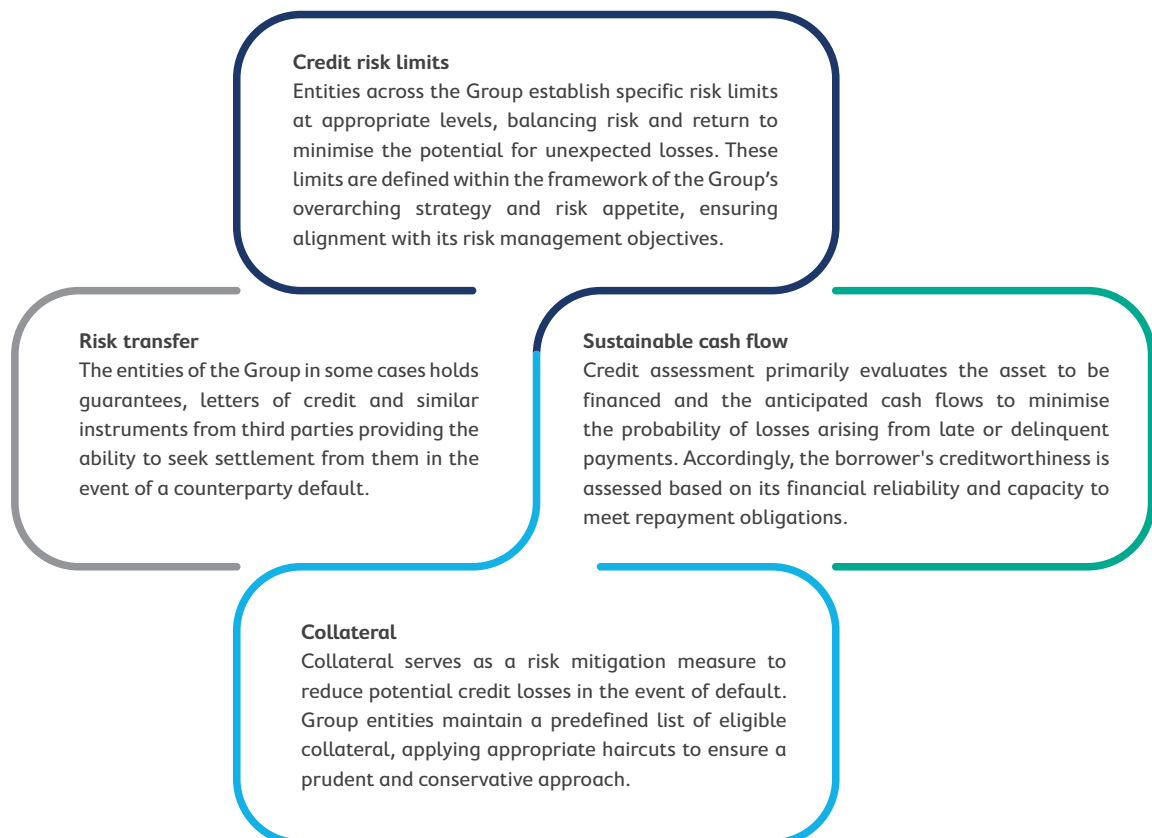 Credit risk limits
Entities across the Group establish specific risk limits
at appropriate levels, balancing risk and return to
minimise the potential for unexpected losses. These
limits are defined within the framework of the Group’s
overarching strategy and risk appetite, ensuring
alignment with its risk management objectives.
Risk transfer
The entities of the Group in some cases holds
guarantees, letters of credit and similar
instruments from third parties providing the
ability to seek settlement from them in the
event of a counterparty default.
Sustainable cash flow
Credit assessment primarily evaluates the asset to be
financed and the anticipated cash flows to minimise
the probability of losses arising from late or delinquent
payments. Accordingly, the borrower's creditworthiness is
assessed based on its financial reliability and capacity to
meet repayment obligations.
Collateral
Collateral serves as a risk mitigation measure to
reduce potential credit losses in the event of default.
Group entities maintain a predefined list of eligible
collateral, applying appropriate haircuts to ensure a
prudent and conservative approach.